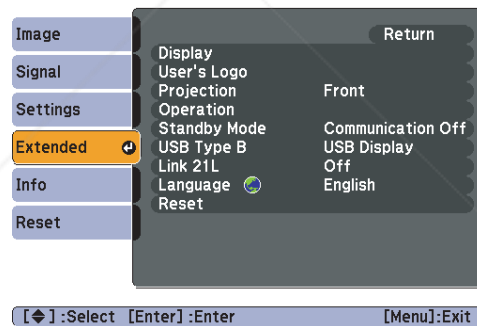 Image
Signal
Settings
Extended
Info
Reset
Return
Display
User's Logo
Projection Front
Operation
Standby Mode Communication Off
USB Type B USB Display
Link 21L Off
Language English
Reset
[◆] :Select [Enter] :Enter [Menu]:Exit